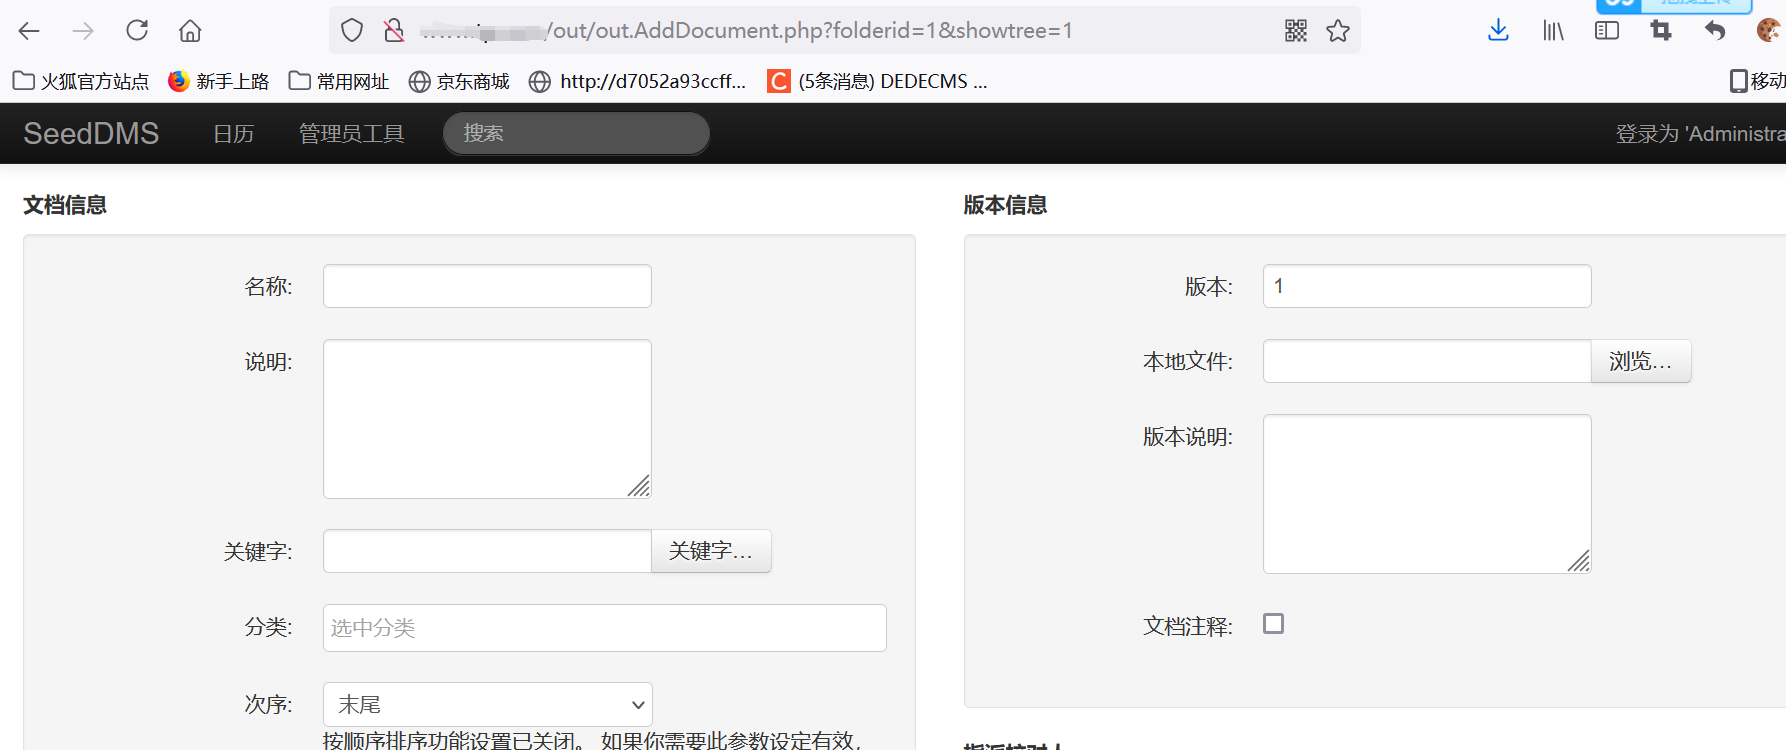 /out/out.AddDocument.php?folderid=1&showtree=1
火狐官方站点 新手上路 常用网址 京东商城 http://d7052a93ccff... (5条消息) DEDECMS ... 移动
SeedDMS 日历 管理员工具 搜索 登录为 'Administra
文档信息 版本信息
名称: 版本: 1
说明: 本地文件: 浏览...
版本说明:
关键字: 关键字...
分类: 选中分类 文档注释:
次序: 末尾
按顺序排序功能设置已关闭。 如果你需要此参数设定有效,